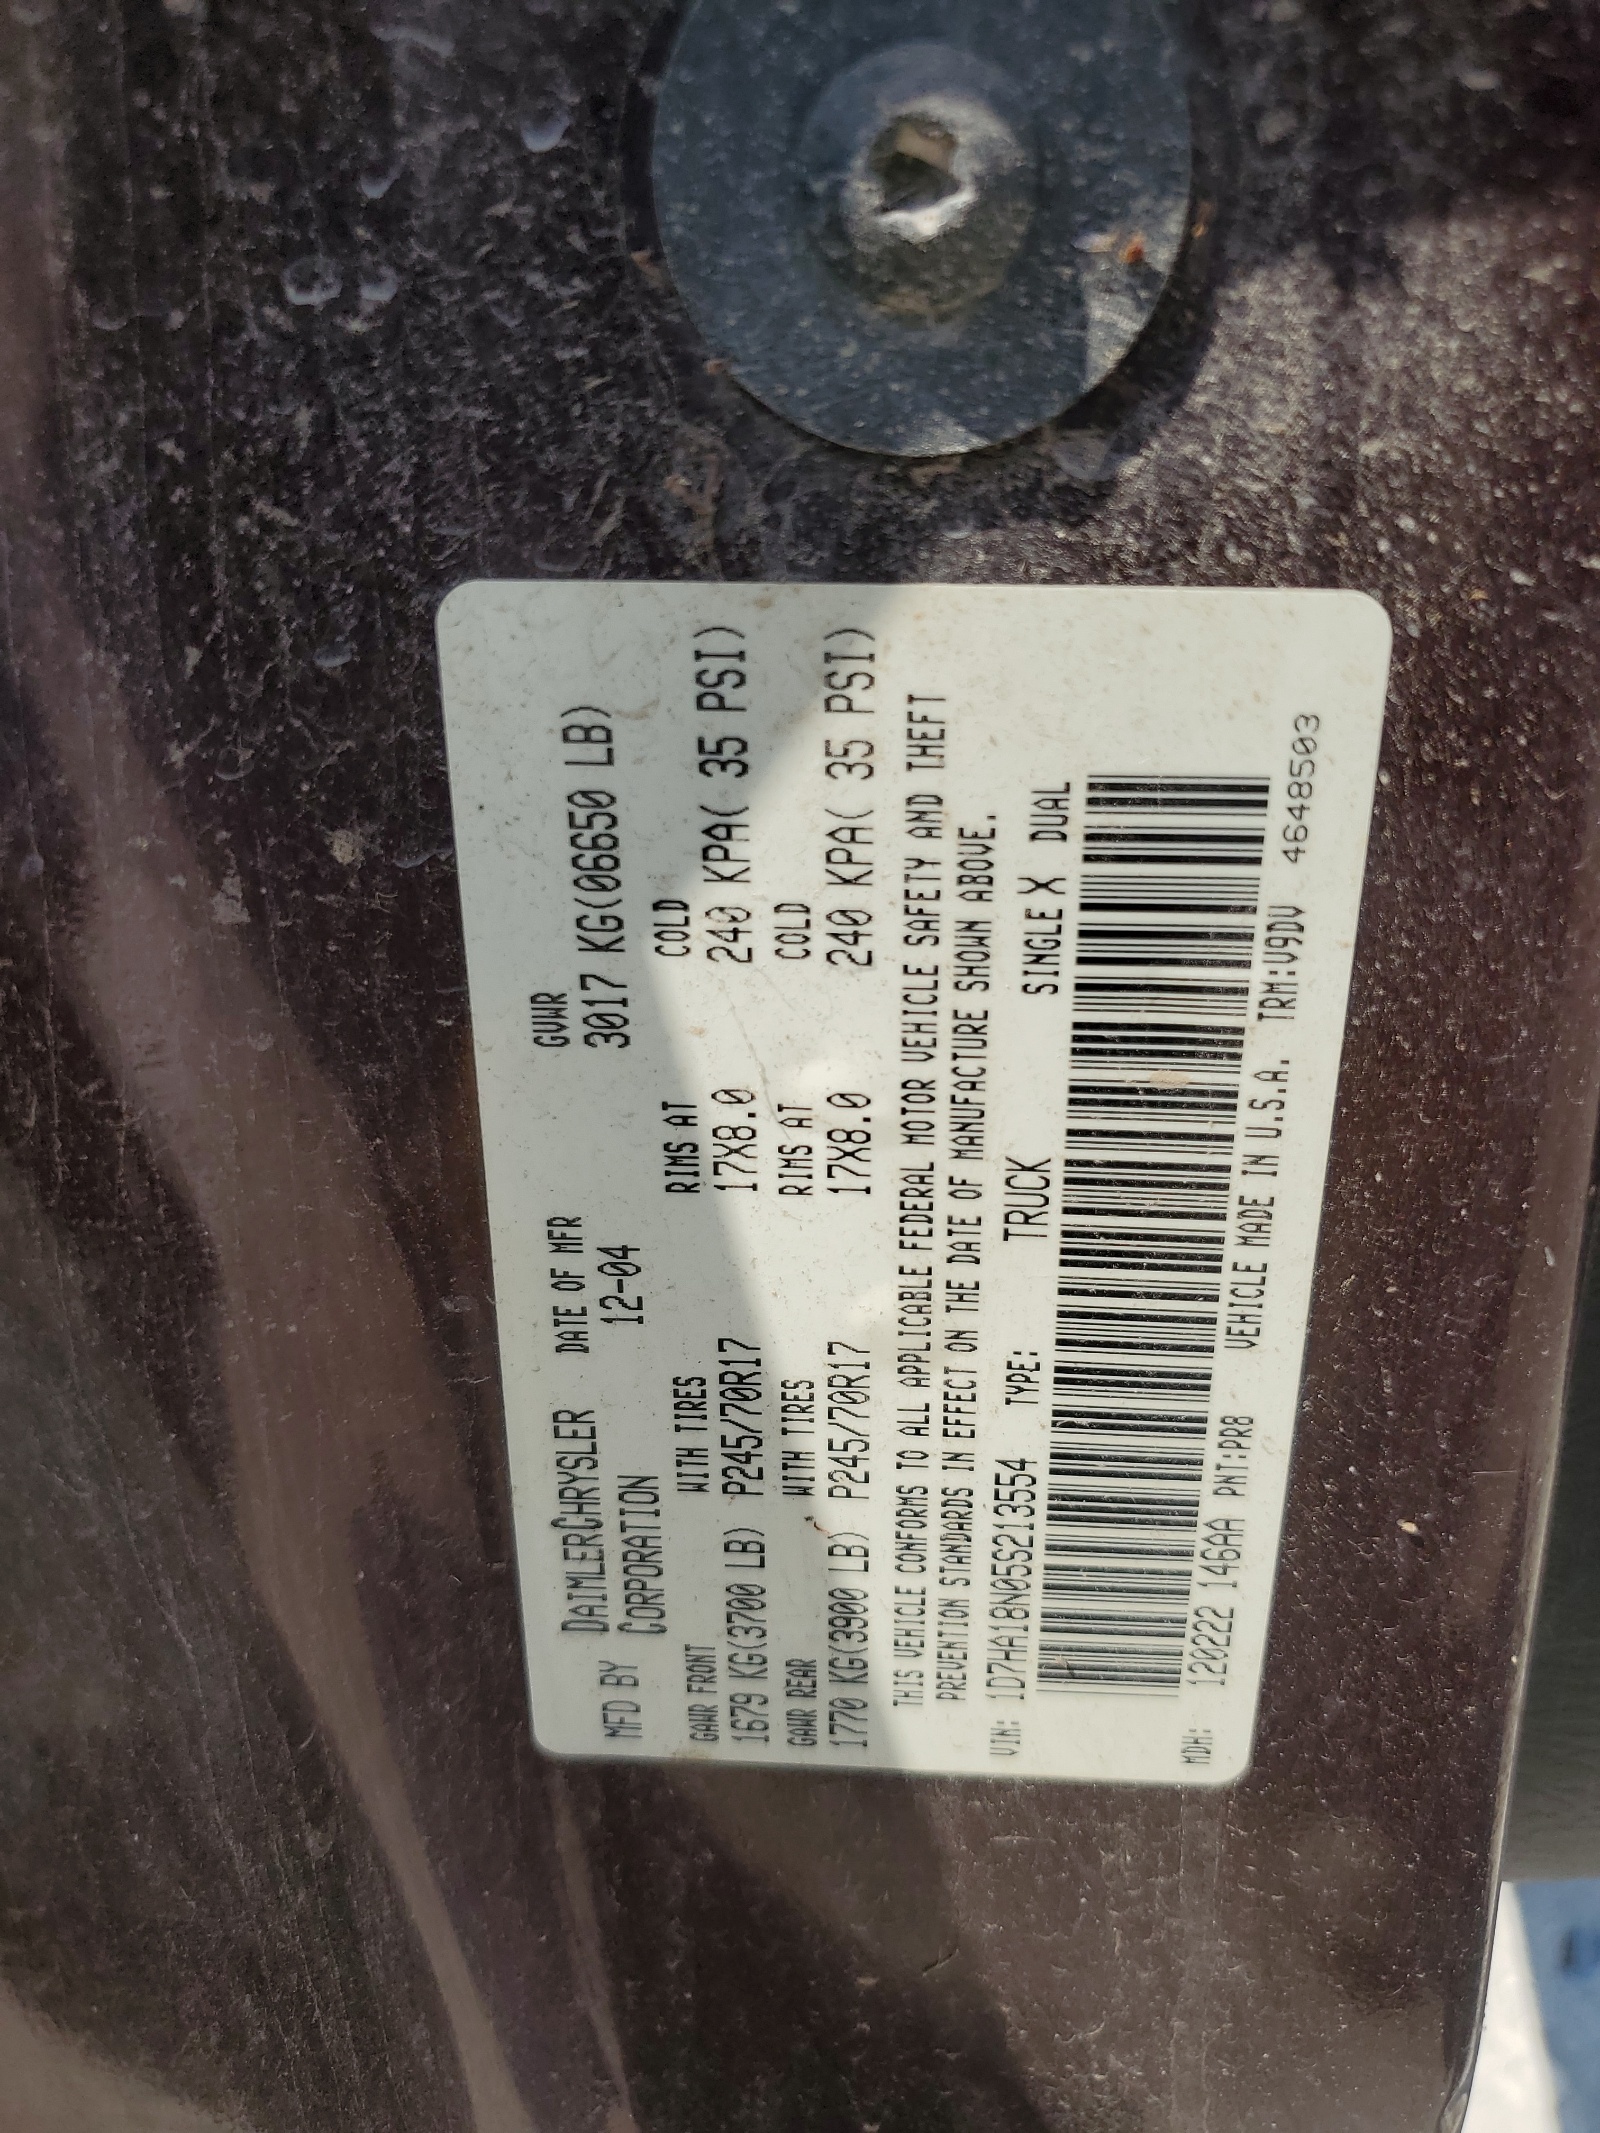 MFD BY DAIMLERCHRYSLER CORPORATION DATE OF MFR 12-04 GVWR 3017 KG(06650 LB)
GAWR FRONT WITH TIRES RIMS AT COLD
1679 KG(3700 LB) P245/70R17 17X8.0 240 KPA( 35 PSI)
GAWR REAR WITH TIRES RIMS AT COLD
1770 KG(3900 LB) P245/70R17 17X8.0 240 KPA( 35 PSI)
THIS VEHICLE CONFORMS TO ALL APPLICABLE FEDERAL MOTOR VEHICLE SAFETY AND THEFT
PREVENTION STANDARDS IN EFFECT ON THE DATE OF MANUFACTURE SHOWN ABOVE.
VIN: 1D7HA18N05S213554 TYPE: TRUCK SINGLE X DUAL
MDH: 120222 146AA PNT:PR8 VEHICLE MADE IN U.S.A. TRM:V9DV 4648503